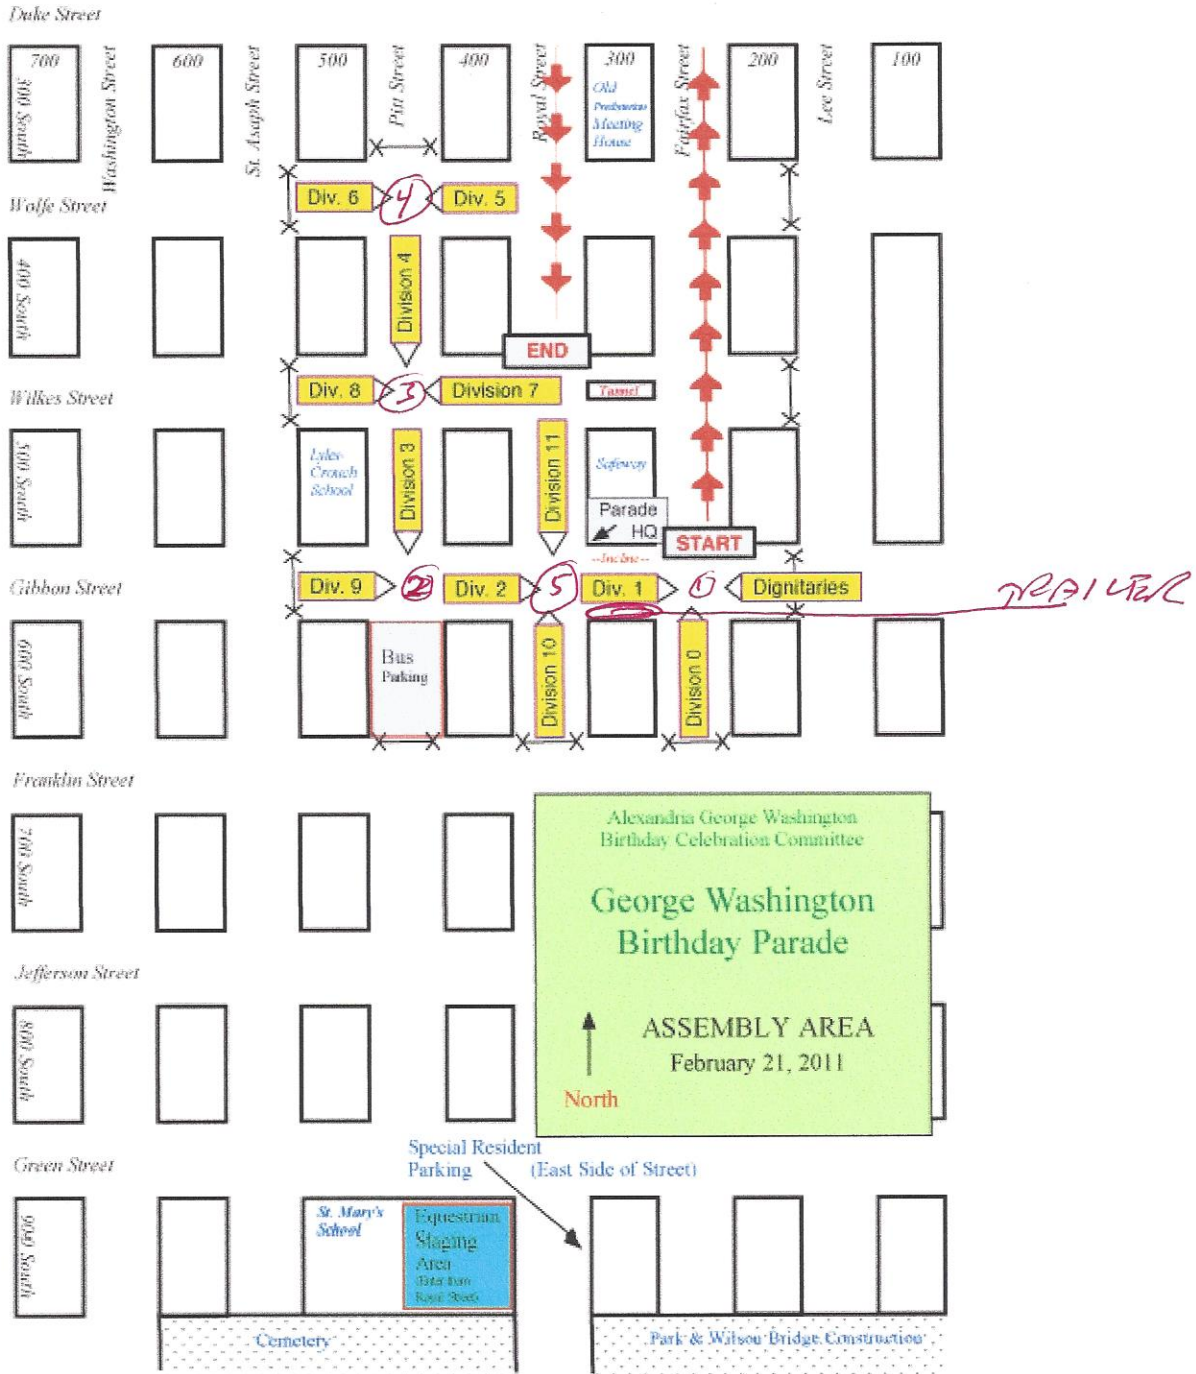 Duke Street
700
600
500
400
300
200
100
300 South
Washington Street
St. Asaph Street
Pitt Street
Royal Street
Old
Presbyterian
Meeting
House
Fairfax Street
Lee Street
Wolfe Street
Div. 6
4
Div. 5
400 South
Division 4
END
Wilkes Street
Div. 8
3
Division 7
Tunnel
500 South
Lyles-
Crouch
School
Division 3
Division 11
Safeway
Parade
HQ
START
--Incline--
Gibbon Street
Div. 9
2
Div. 2
5
Div. 1
1
Dignitaries
TRAILER
600 South
Bus
Parking
Division 10
Division 0
Franklin Street
700 South
Alexandria George Washington
Birthday Celebration Committee
George Washington
Birthday Parade
ASSEMBLY AREA
February 21, 2011
North
Jefferson Street
800 South
Green Street
Special Resident
Parking (East Side of Street)
900 South
St. Mary's
School
Equestrian
Staging
Area
(Enter from
Royal Street)
Cemetery
Park & Wilson Bridge Construction